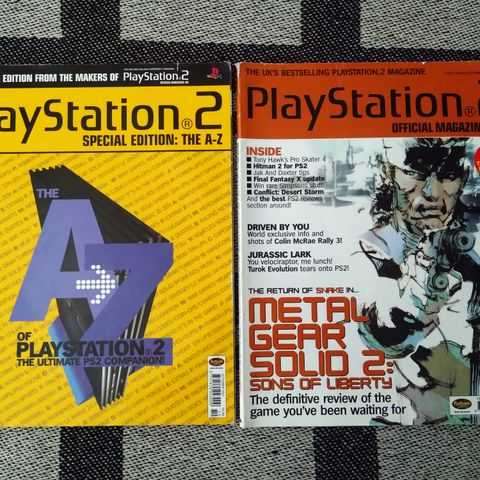 EDITION FROM THE MAKERS OF PlayStation®2
ayStation®2
SPECIAL EDITION: THE A-Z
THE
A
Z
OF
PLAYSTATION®2
THE ULTIMATE PS2 COMPANION!
THE UK'S BESTSELLING PLAYSTATION®2 MAGAZINE
PlayStation®2
OFFICIAL MAGAZIN
INSIDE
■ Tony Hawk's Pro Skater 4
■ Hitman 2 for PS2
■ Jak And Daxter tips
■ Final Fantasy X update
■ Win rare Simpsons stuff
■ Conflict: Desert Storm
And the best PS2 reviews
section around!
DRIVEN BY YOU
World exclusive info and
shots of Colin McRae Rally 3!
JURASSIC LARK
You velociraptor, me lunch!
Turok Evolution tears onto PS2!
THE RETURN OF SNAKE IN...
METAL
GEAR
SOLID 2:
SONS OF LIBERTY
The definitive review of the
game you've been waiting for
Future